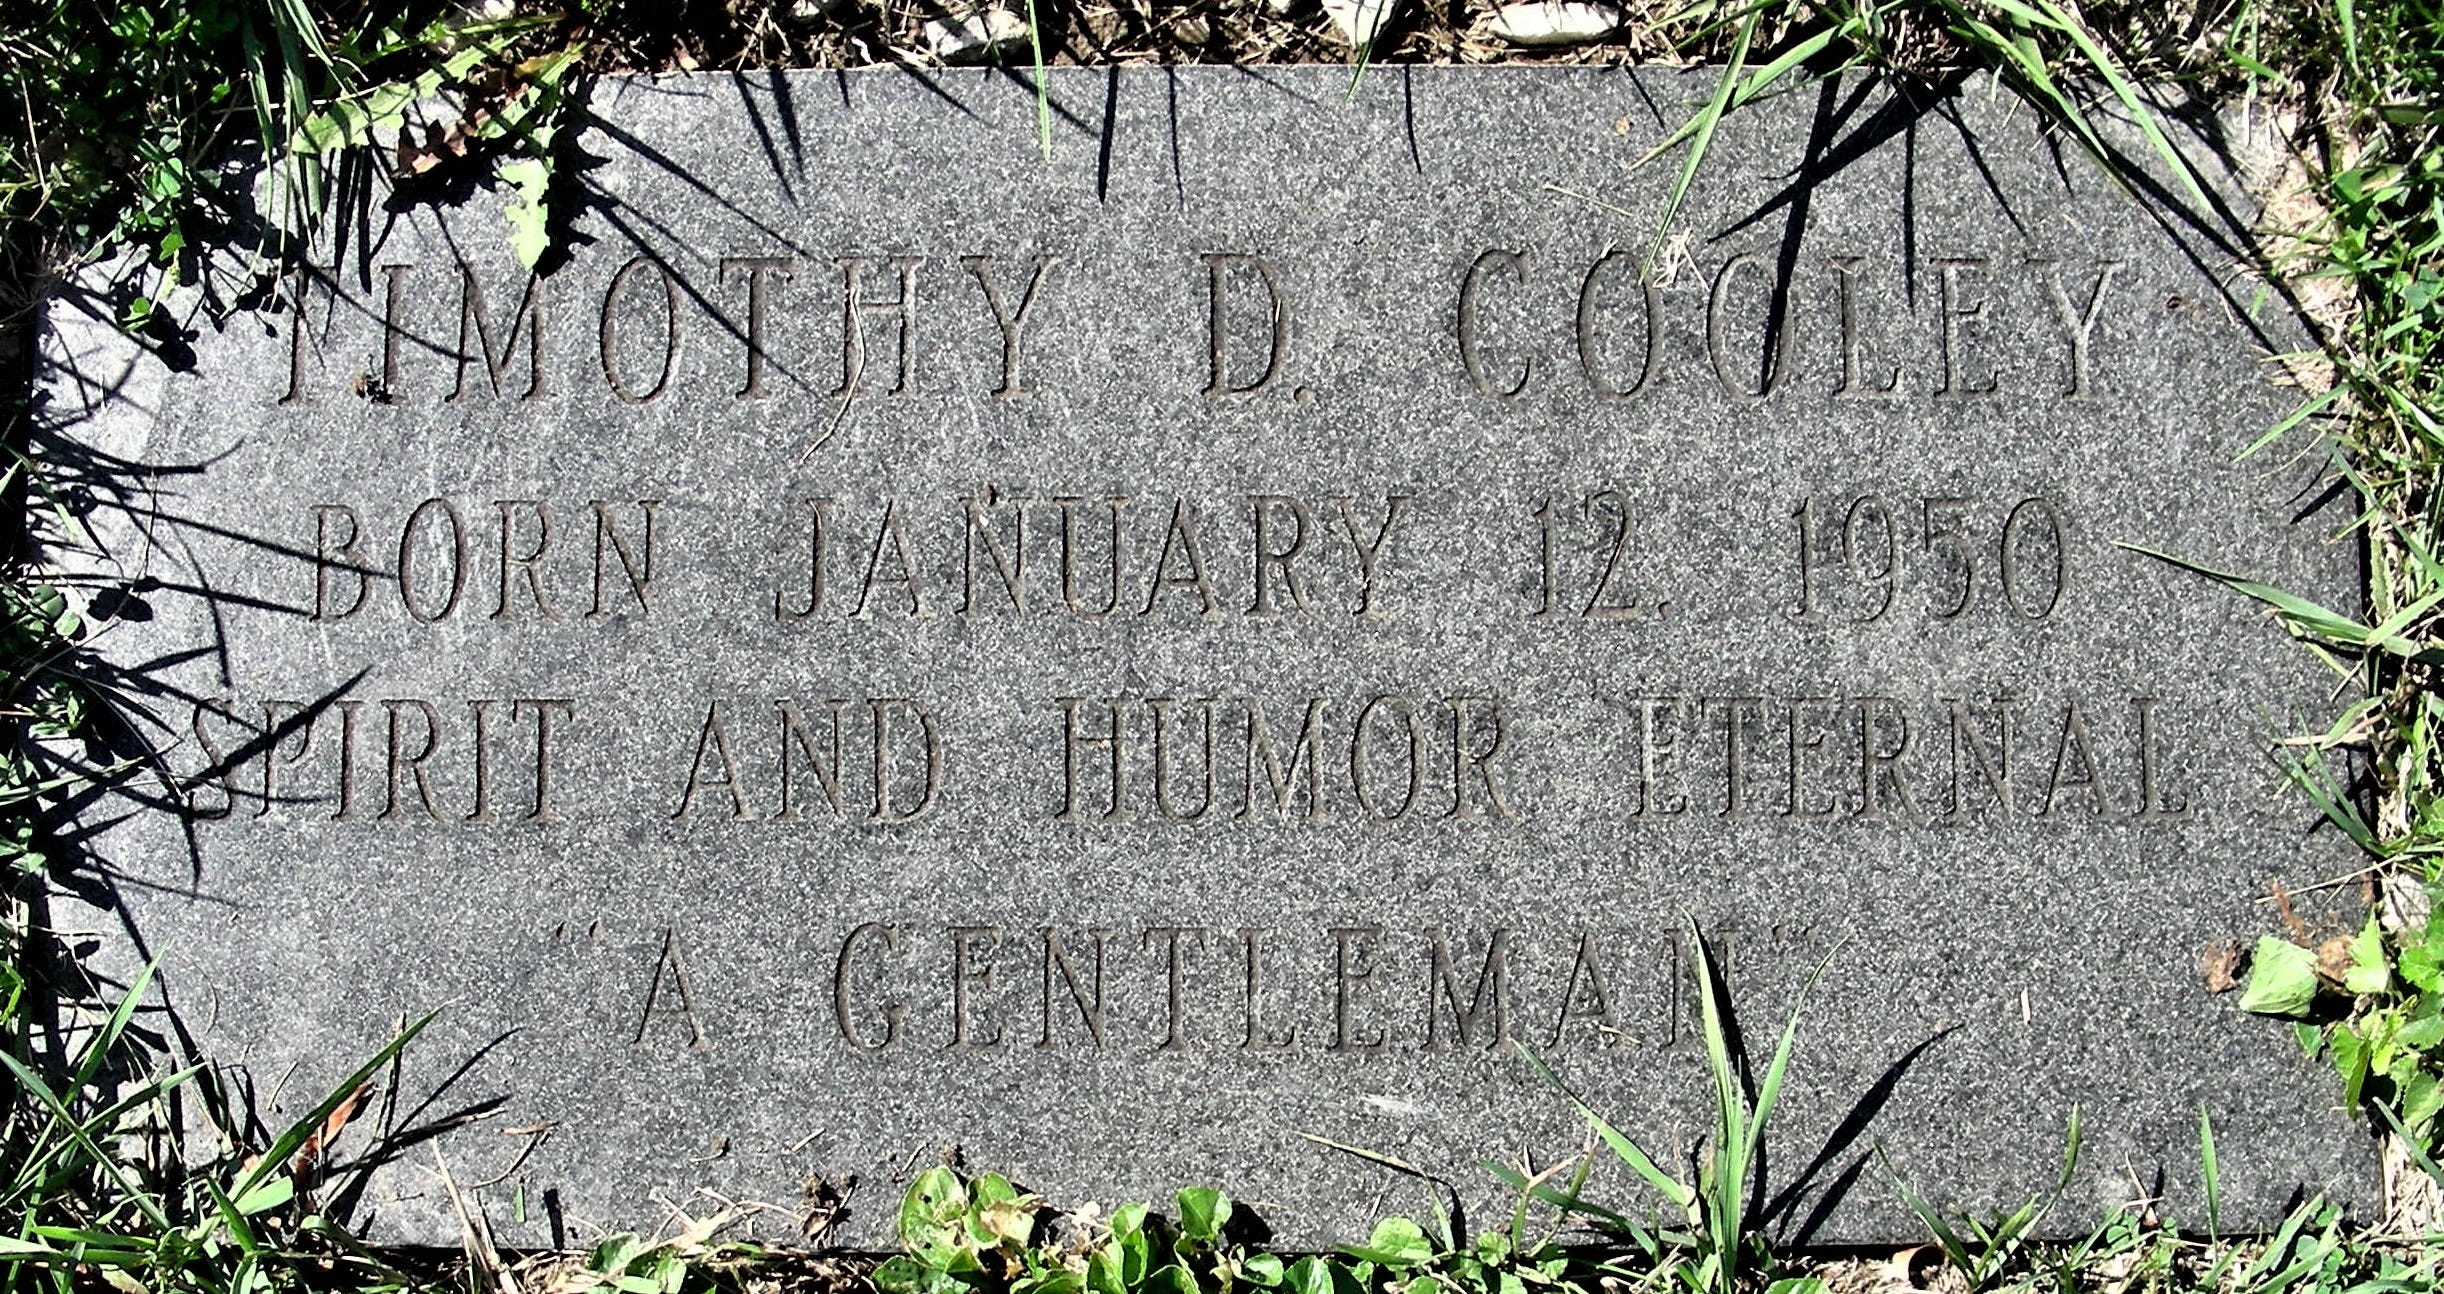 TIMOTHY D. COOLEY
BORN JANUARY 12. 1950
SPIRIT AND HUMOR ETERNAL
"A GENTLEMAN"